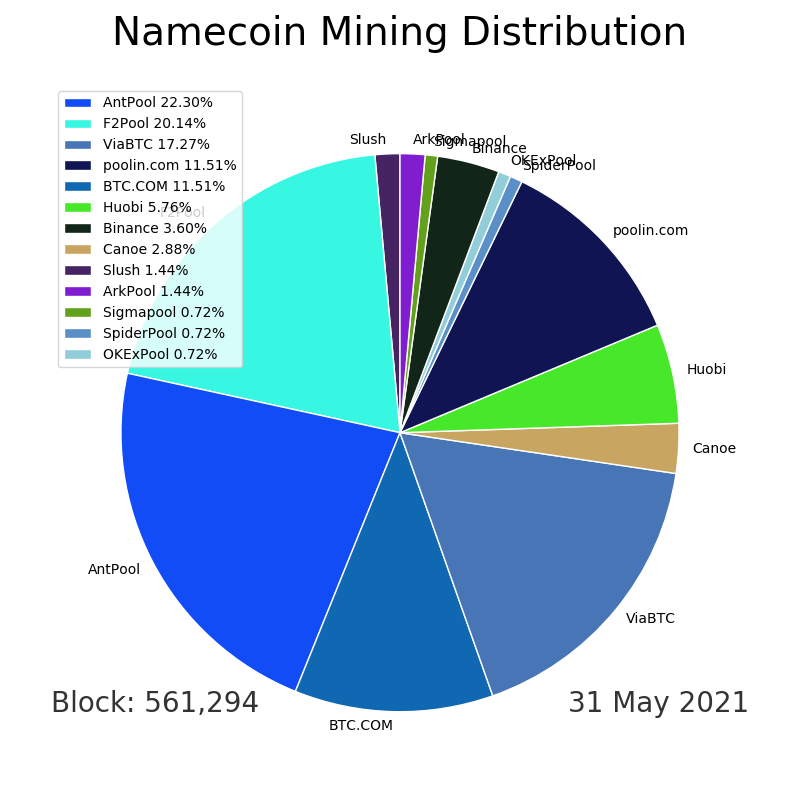 Namecoin Mining Distribution
AntPool 22.30%
F2Pool 20.14%
ViaBTC 17.27%
poolin.com 11.51%
BTC.COM 11.51%
Huobi 5.76%
Binance 3.60%
Canoe 2.88%
Slush 1.44%
ArkPool 1.44%
Sigmapool 0.72%
SpiderPool 0.72%
OKExPool 0.72%
Slush
ArkPool
Sigmapool
Binance
OKExPool
SpiderPool
F2Pool
poolin.com
Huobi
Canoe
AntPool
ViaBTC
BTC.COM
Block: 561,294
31 May 2021